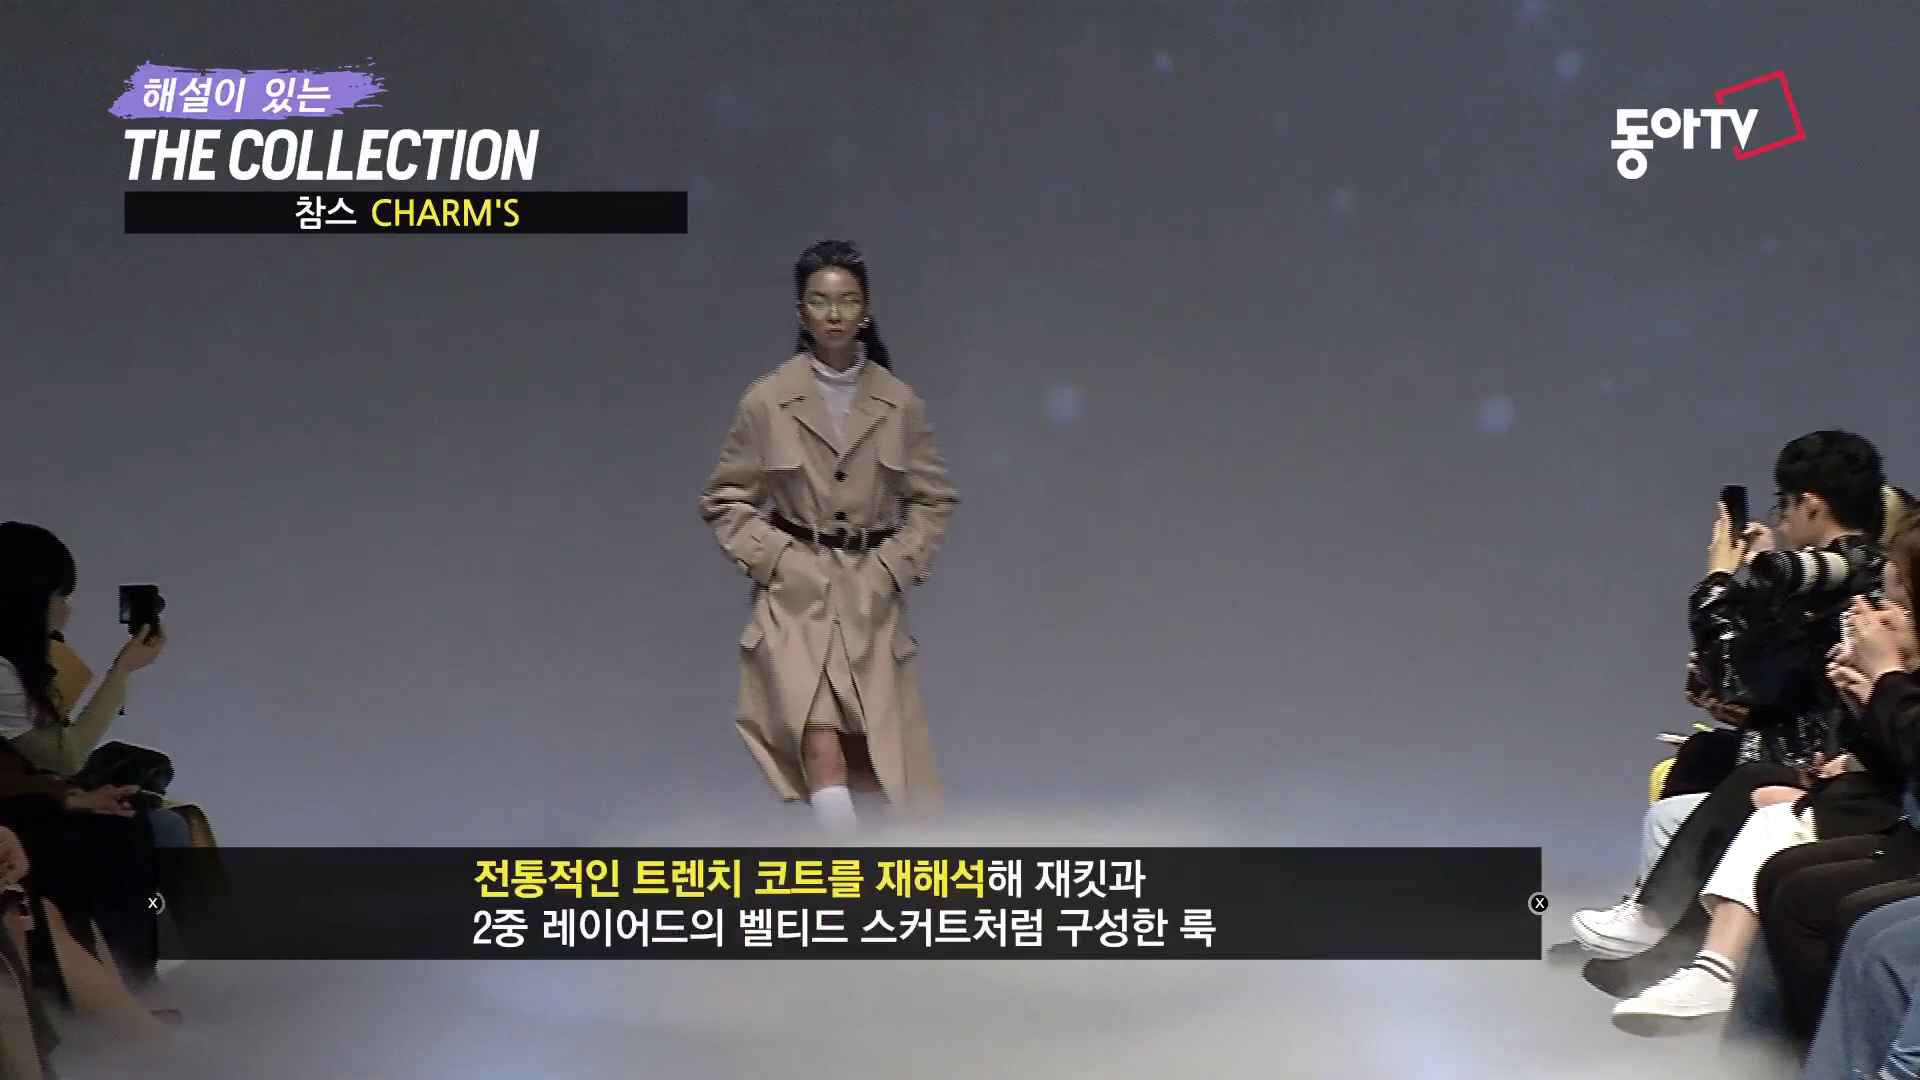 해설이 있는
THE COLLECTION
참스 CHARM'S
동아TV
전통적인 트렌치 코트를 재해석해 재킷과
2중 레이어드의 벨티드 스커트처럼 구성한 룩
x
x